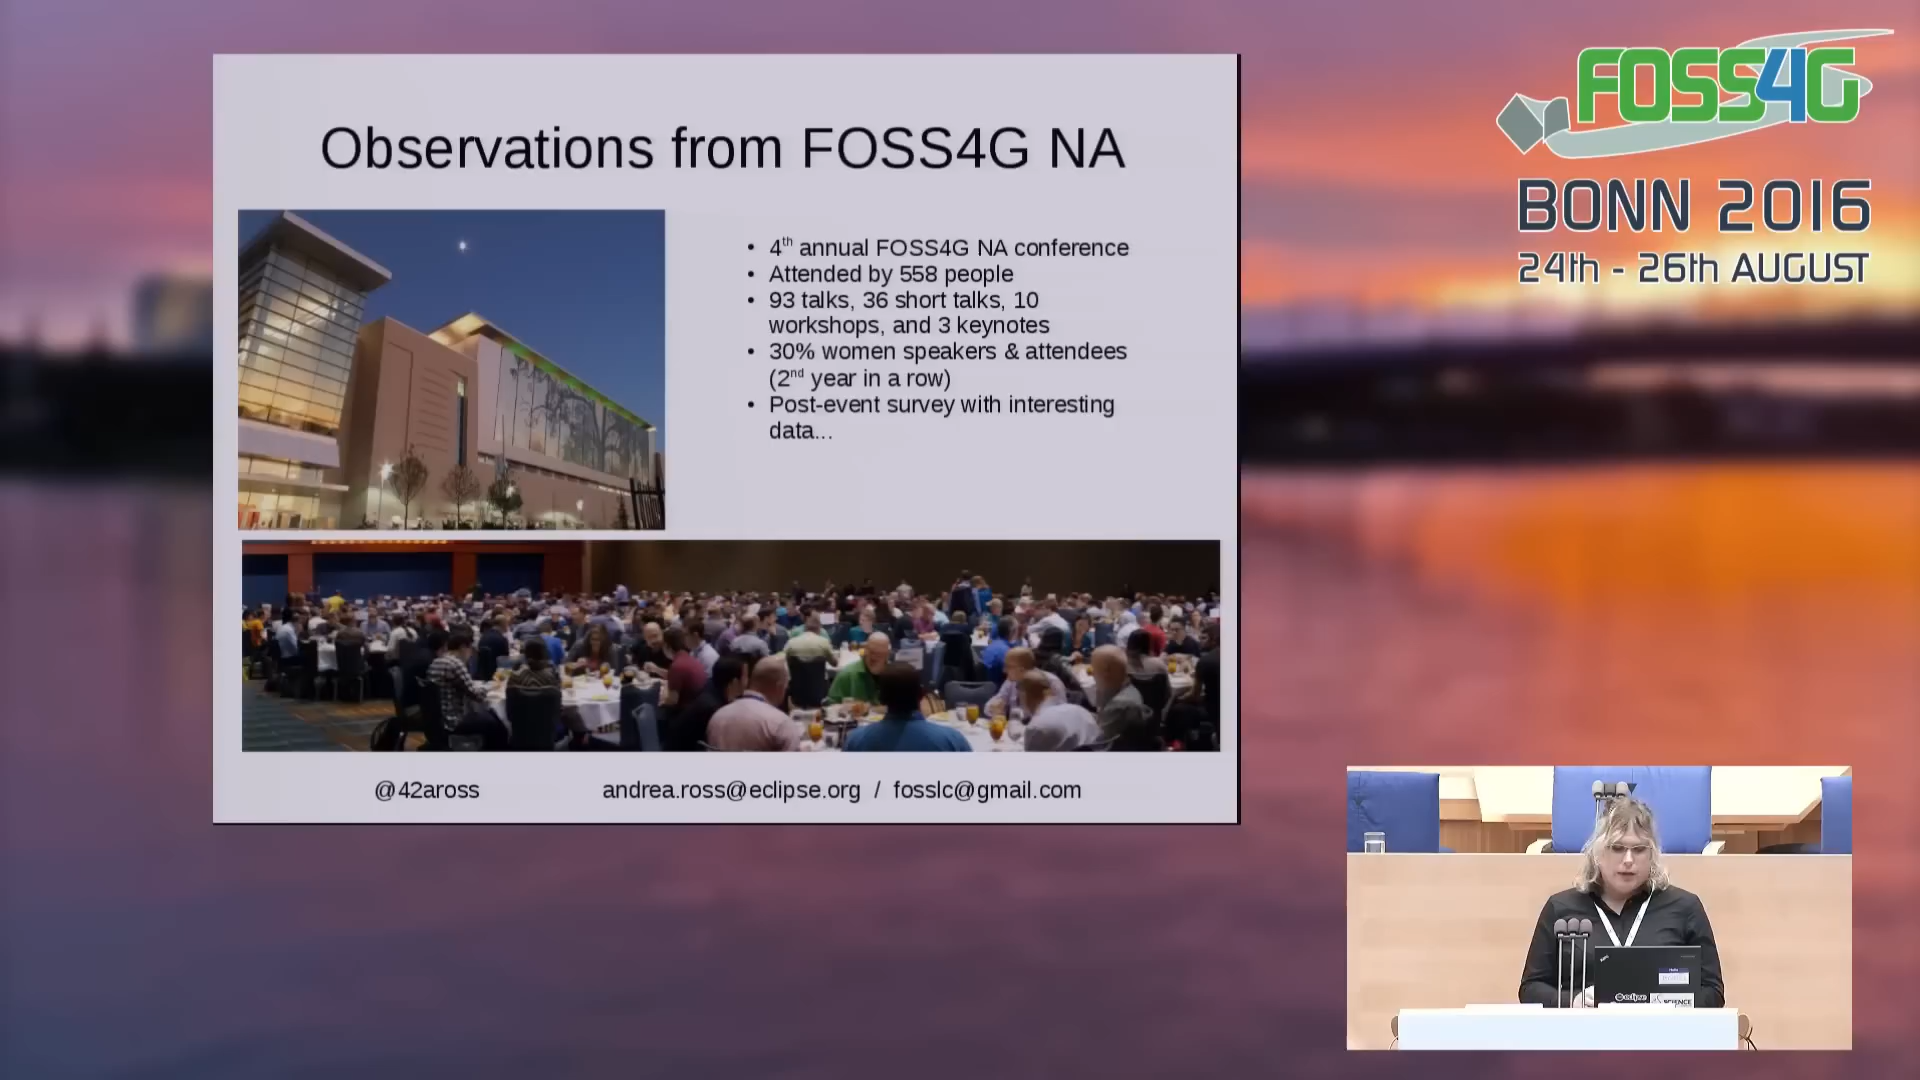 Observations from FOSS4G NA
• 4th annual FOSS4G NA conference
• Attended by 558 people
• 93 talks, 36 short talks, 10
workshops, and 3 keynotes
• 30% women speakers & attendees
(2nd year in a row)
• Post-event survey with interesting
data...
@42aross
andrea.ross@eclipse.org / fosslc@gmail.com
FOSS4G
BONN 2016
24th - 26th AUGUST
eclipse
SCIENCE